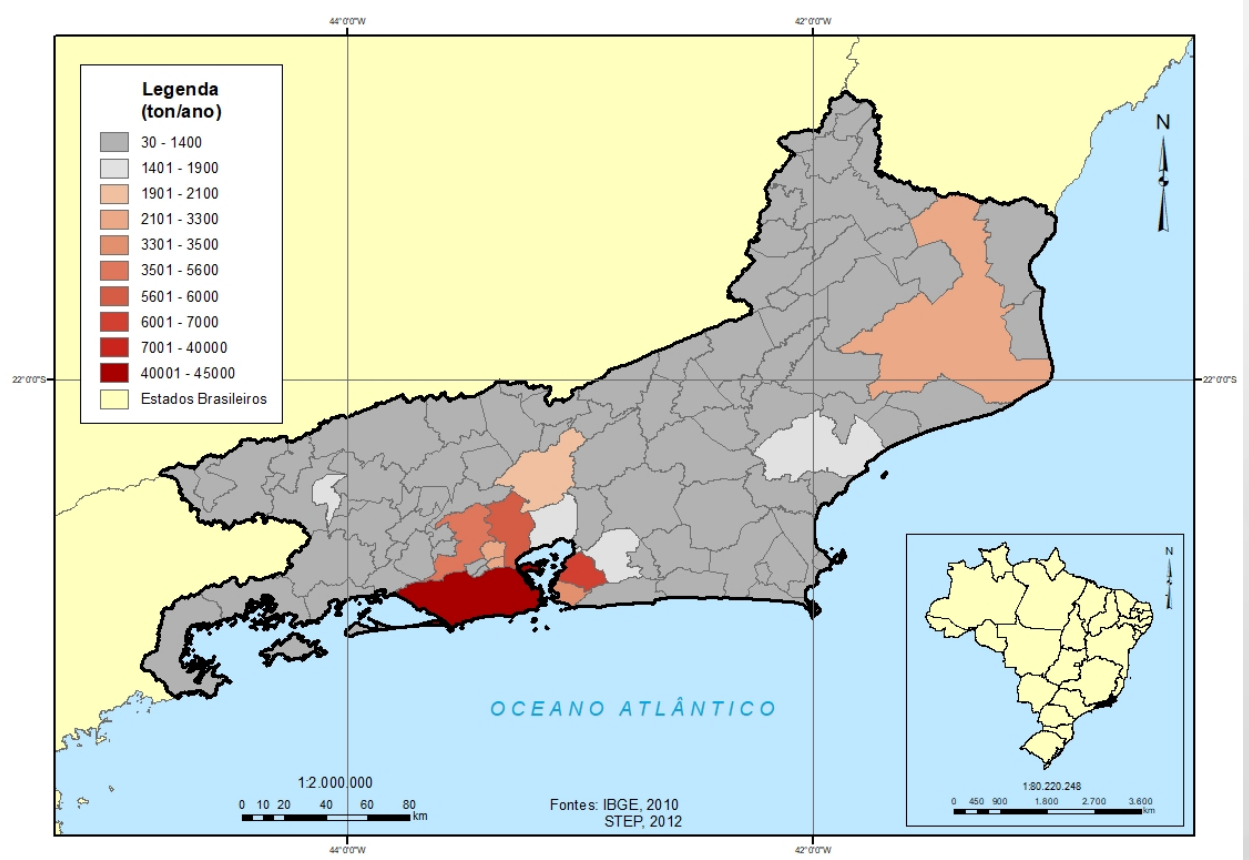 44°0'0"W
42°0'0"W
Legenda
(ton/ano)
30 - 1400
1401 - 1900
1901 - 2100
2101 - 3300
3301 - 3500
3501 - 5600
5601 - 6000
6001 - 7000
7001 - 40000
40001 - 45000
Estados Brasileiros
N
22°0'0"S
22°0'0"S
OCEANO ATLÂNTICO
1:2.000.000
0 10 20 40 60 80
km
Fontes: IBGE, 2010
STEP, 2012
N
1:80.220.248
0 450 900 1.800 2.700 3.600
km
44°0'0"W
42°0'0"W